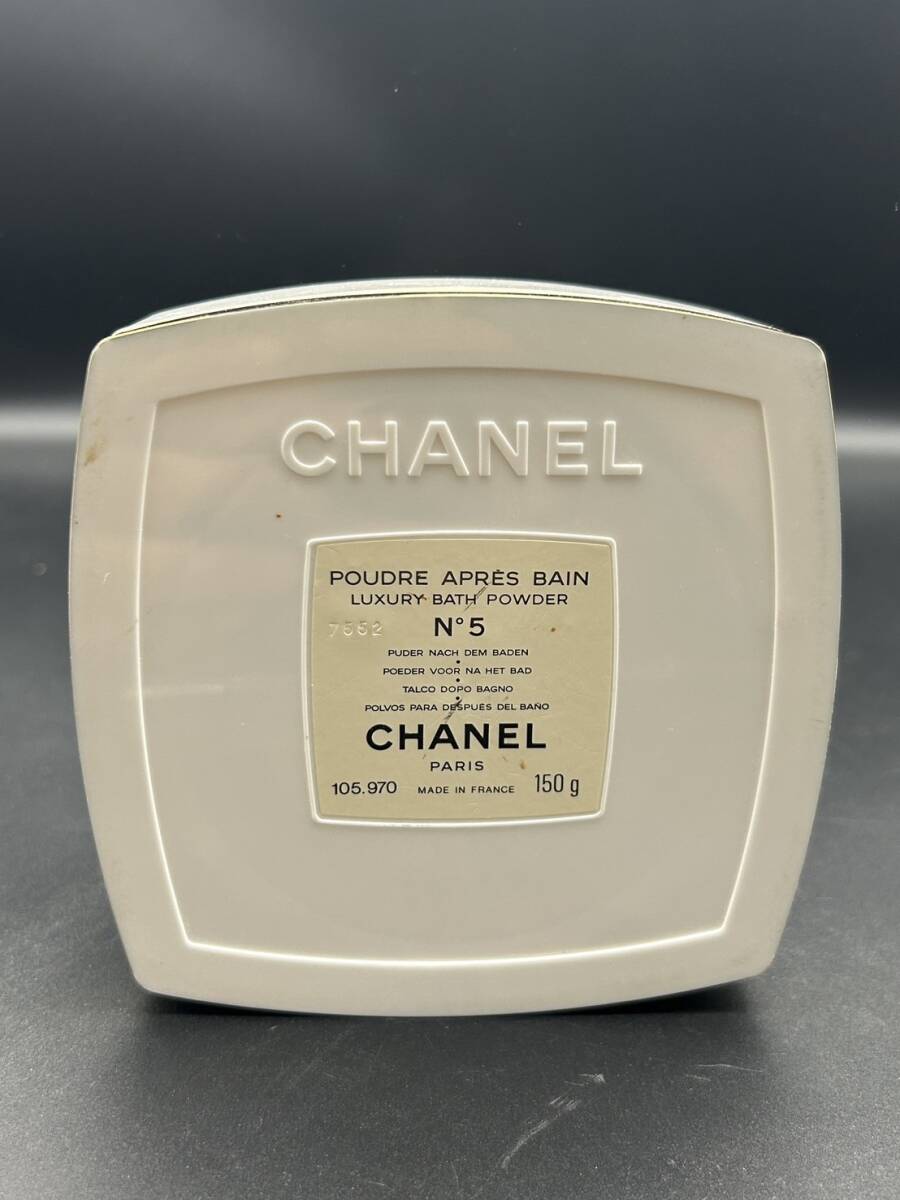 CHANEL
POUDRE APRÈS BAIN
LUXURY BATH POWDER
7552 N°5
PUDER NACH DEM BADEN
•
POEDER VOOR NA HET BAD
•
TALCO DOPO BAGNO
•
POLVOS PARA DESPUES DEL BAÑO
CHANEL
PARIS
105.970 MADE IN FRANCE 150 g